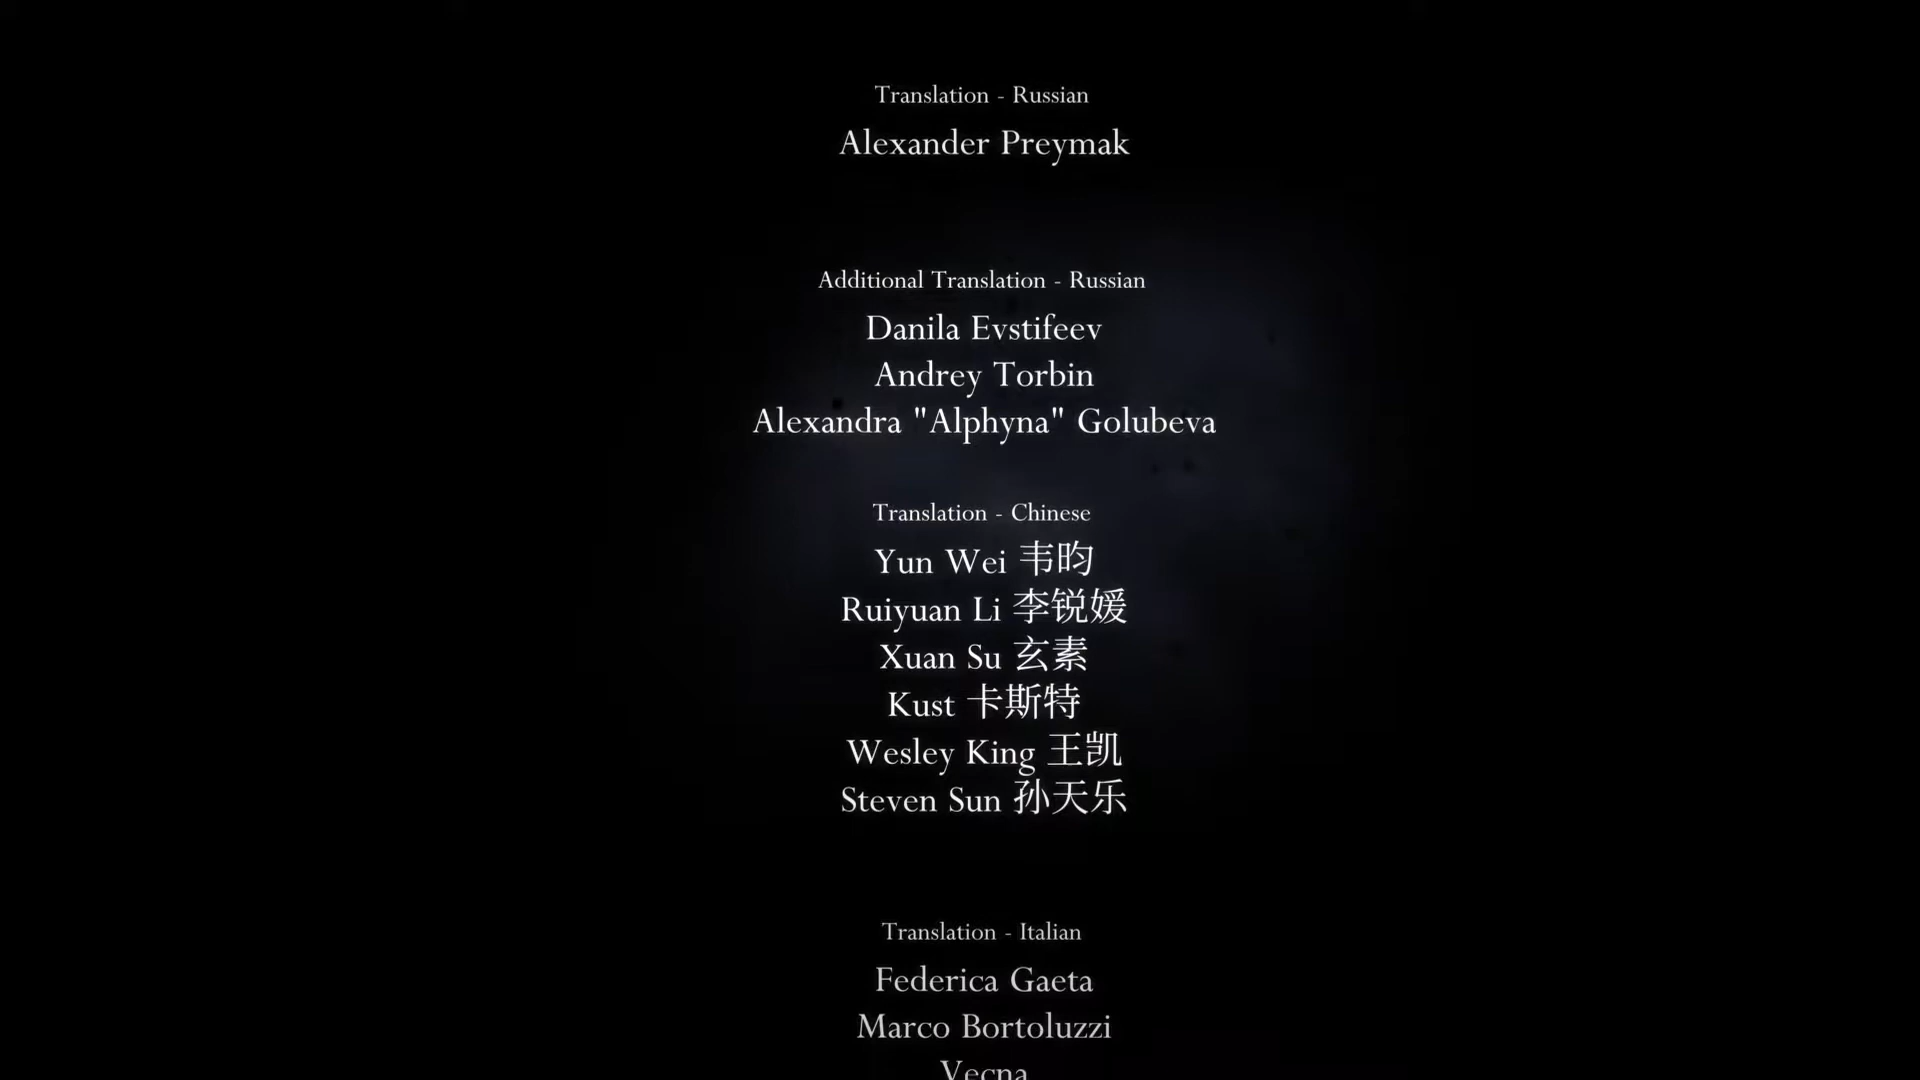 Translation - Russian
Alexander Preymak
Additional Translation - Russian
Danila Evstifeev
Andrey Torbin
Alexandra "Alphyna" Golubeva
Translation - Chinese
Yun Wei 韦昀
Ruiyuan Li 李锐媛
Xuan Su 玄素
Kust 卡斯特
Wesley King 王凯
Steven Sun 孙天乐
Translation - Italian
Federica Gaeta
Marco Bortoluzzi
Vecna